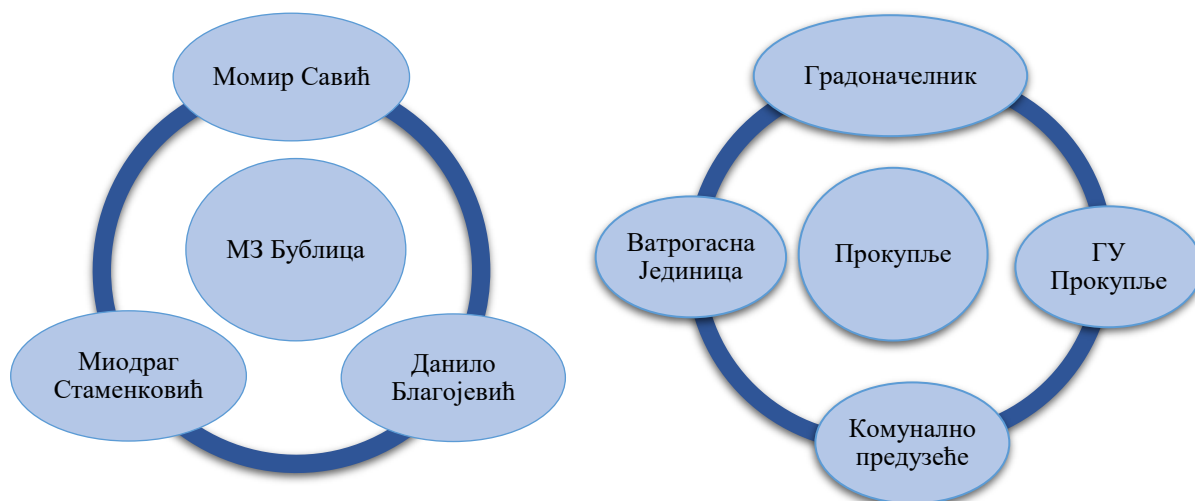 Момир Савић
МЗ Бублица
Миодраг
Стаменковић
Данило
Благојевић
Градоначелник
Ватрогасна
Јединица
Прокупље
ГУ
Прокупље
Комунално
предузеће